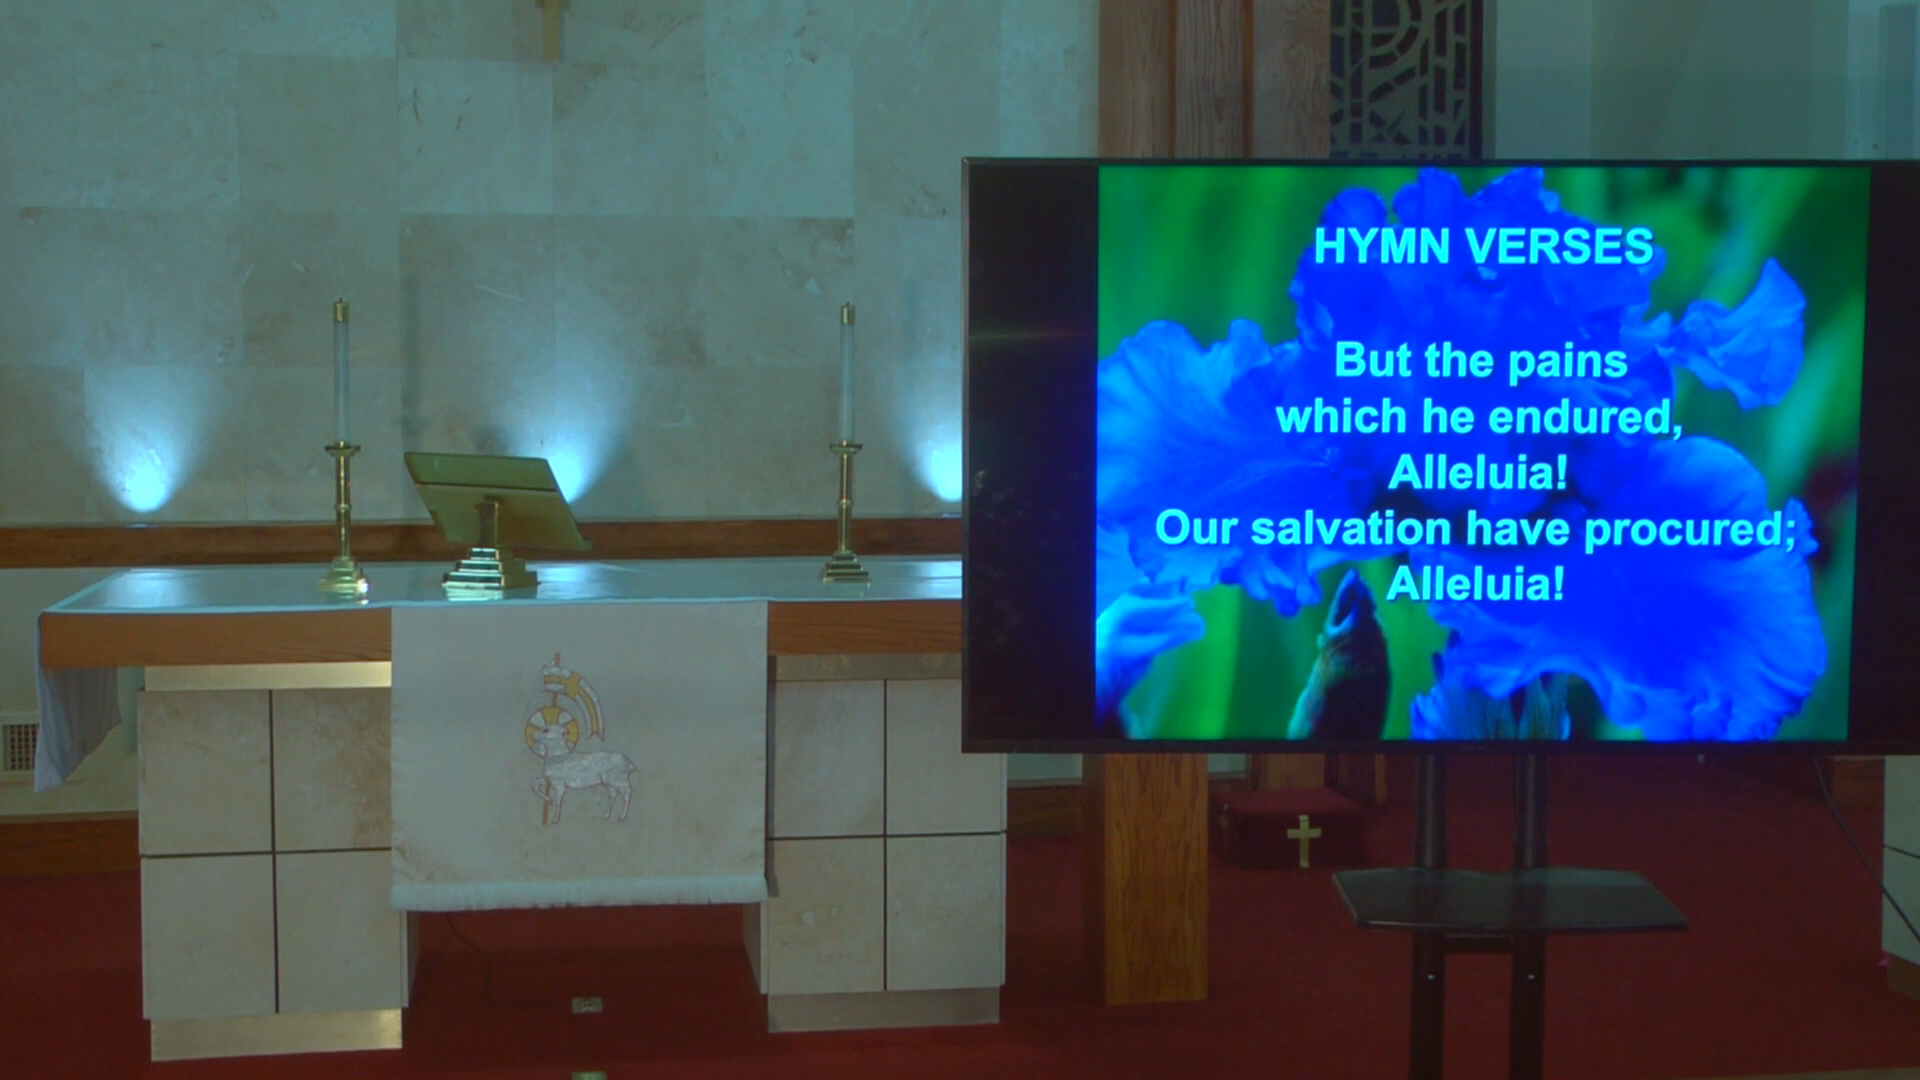 HYMN VERSES
But the pains
which he endured,
Alleluia!
Our salvation have procured;
Alleluia!